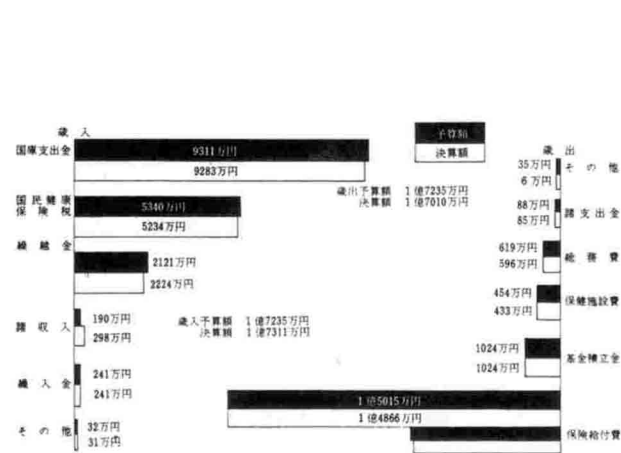 歳入
国庫支出金
9311万円
9283万円
国民健康
保険税
5340万円
5234万円
繰越金
2121万円
2224万円
諸収入
190万円
298万円
繰入金
241万円
241万円
その他
32万円
31万円
歳入予算額 1億7235万円
決算額 1億7311万円
予算額
決算額
歳出予算額 1億7235万円
決算額 1億7010万円
歳出
35万円
6万円
その他
88万円
85万円
諸支出金
619万円
596万円
総務費
454万円
433万円
保健施設費
1024万円
1024万円
基金積立金
1億5015万円
1億4866万円
保険給付費